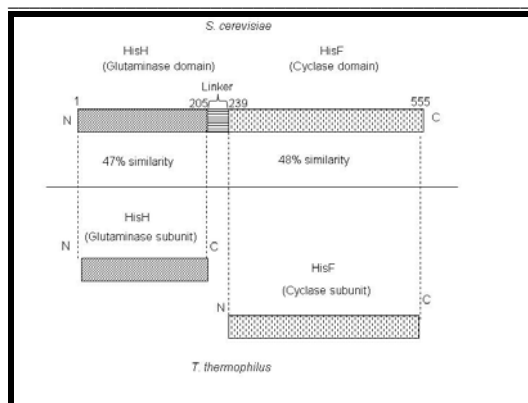 S. cerevisiae
HisH HisF
(Glutaminase domain) (Cyclase domain)
Linker
1 205 239 555
N C
47% similarity 48% similarity
HisH
(Glutaminase subunit)
N C
HisF
(Cyclase subunit)
N C
T. thermophilus